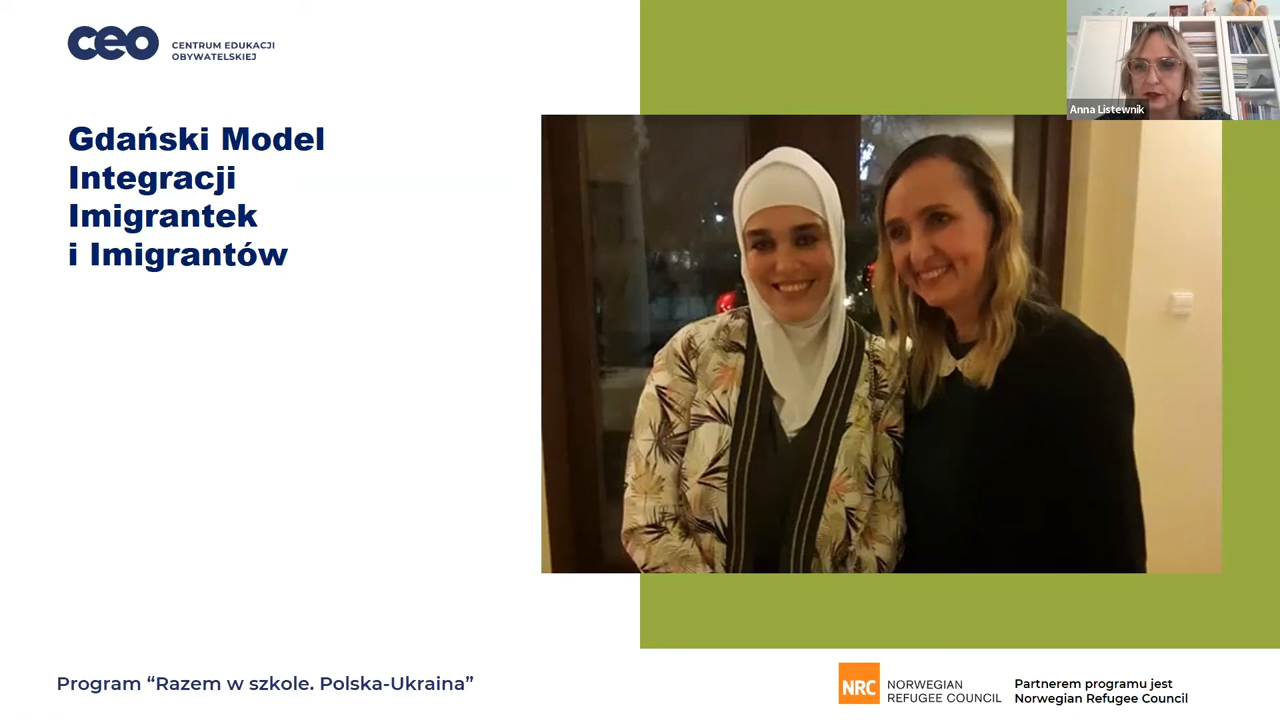 ceo
CENTRUM EDUKACJI
OBYWATELSKIEJ
Anna Listewnik
Gdański Model
Integracji
Imigrantek
i Imigrantów
Program “Razem w szkole. Polska-Ukraina”
NRC
NORWEGIAN
REFUGEE COUNCIL
Partnerem programu jest
Norwegian Refugee Council